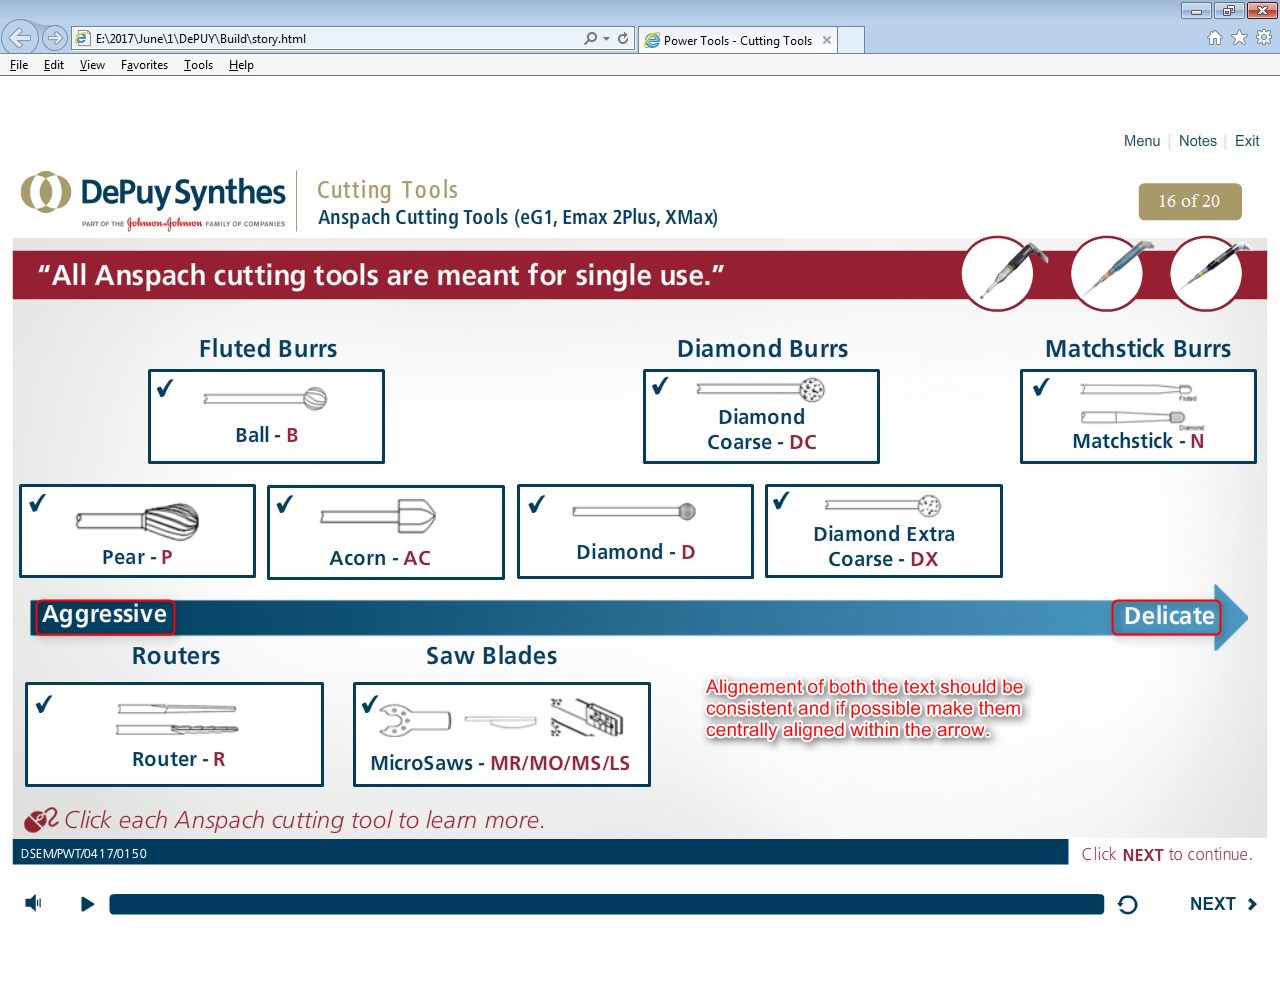 E:\2017\June\1\DePUY\Build\story.html
Power Tools - Cutting Tools
File Edit View Favorites Tools Help
Menu | Notes | Exit
DePuy Synthes
PART OF THE Johnson & Johnson FAMILY OF COMPANIES
Cutting Tools
Anspach Cutting Tools (eG1, Emax 2Plus, XMax)
16 of 20
“All Anspach cutting tools are meant for single use.”
Fluted Burrs
Diamond Burrs
Matchstick Burrs
Ball - B
Diamond
Coarse - DC
Fluted
Diamond
Matchstick - N
Pear - P
Acorn - AC
Diamond - D
Diamond Extra
Coarse - DX
Aggressive
Delicate
Routers
Saw Blades
Router - R
MicroSaws - MR/MO/MS/LS
Alignement of both the text should be
consistent and if possible make them
centrally aligned within the arrow.
Click each Anspach cutting tool to learn more.
DSEM/PWT/0417/0150
Click NEXT to continue.
NEXT